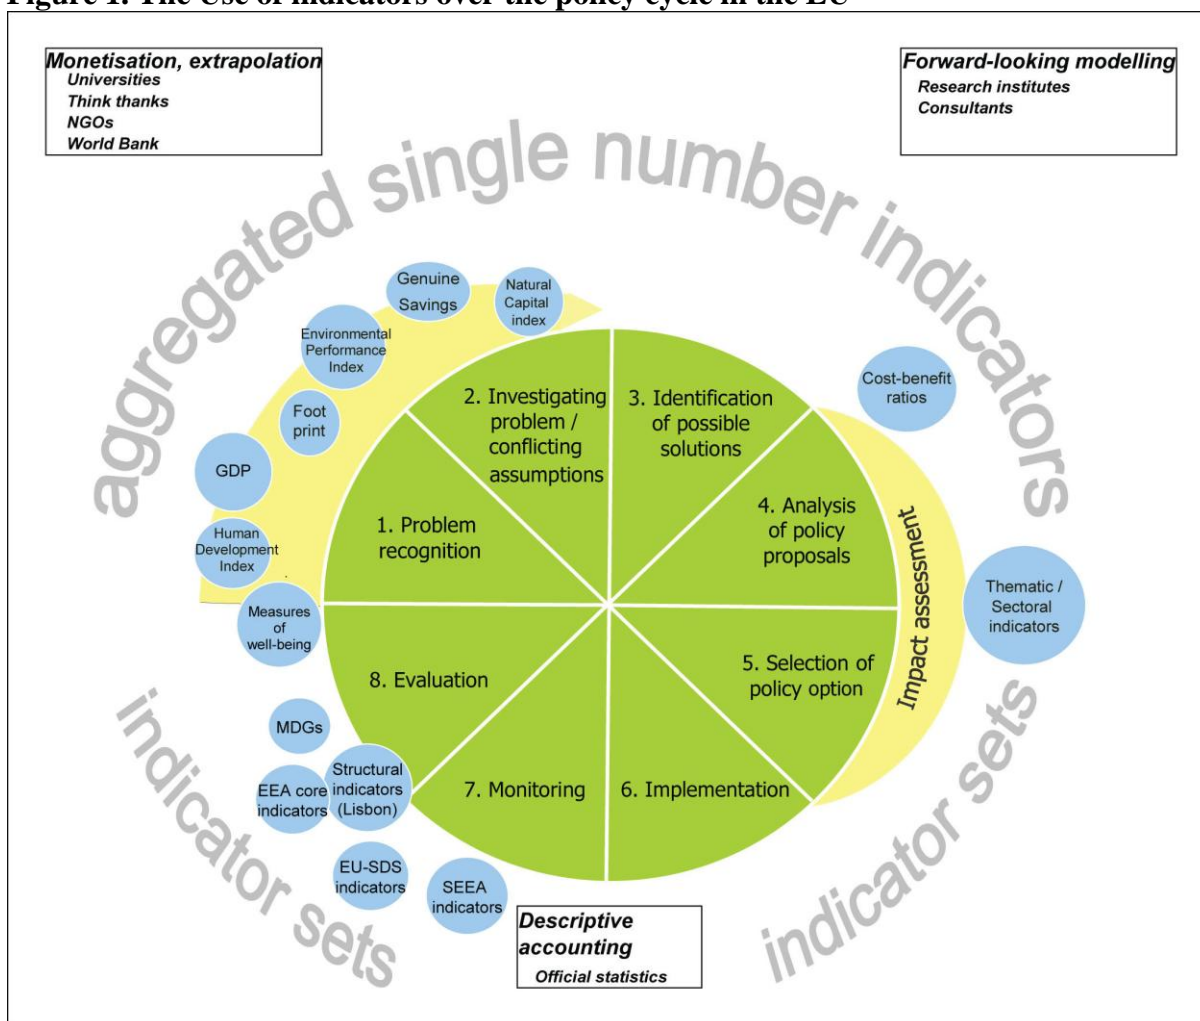 Figure 1. The Use of indicators over the policy cycle in the EU
Monetisation, extrapolation
Universities
Think thanks
NGOs
World Bank
Forward-looking modelling
Research institutes
Consultants
aggregated single number indicators
Genuine
Savings
Natural
Capital
index
Environmental
Performance
Index
Foot
print
GDP
Human
Development
Index
Measures
of
well-being
Cost-benefit
ratios
2. Investigating
problem /
conflicting
assumptions
3. Identification
of possible
solutions
1. Problem
recognition
4. Analysis
of policy
proposals
Impact assessment
Thematic /
Sectoral
indicators
8. Evaluation
5. Selection of
policy option
7. Monitoring
6. Implementation
MDGs
Structural
indicators
(Lisbon)
EEA core
indicators
EU-SDS
indicators
SEEA
indicators
indicator sets
indicator sets
Descriptive
accounting
Official statistics